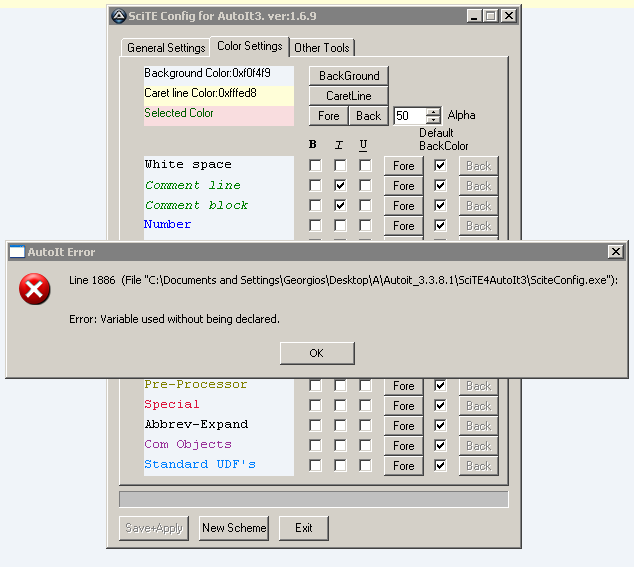 SciTE Config for AutoIt3. ver:1.6.9
General Settings Color Settings Other Tools
Background Color:0xf0f4f9 BackGround
Caret line Color:0xfffed8 CaretLine
Selected Color Fore Back 50 Alpha
Default
B I U BackColor
White space Fore Back
Comment line Fore Back
Comment block Fore Back
Number Fore Back
AutoIt Error
Line 1886 (File "C:\Documents and Settings\Georgios\Desktop\A\Autoit_3.3.8.1\SciTE4AutoIt3\SciteConfig.exe"):
Error: Variable used without being declared.
OK
Pre-Processor Fore Back
Special Fore Back
Abbrev-Expand Fore Back
Com Objects Fore Back
Standard UDF's Fore Back
Save+Apply New Scheme Exit